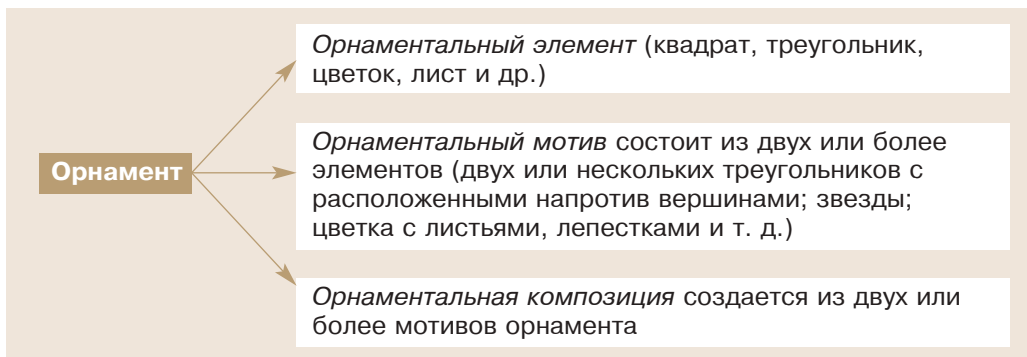 Орнаментальный элемент (квадрат, треугольник,
цветок, лист и др.)
Орнамент
Орнаментальный мотив состоит из двух или более
элементов (двух или нескольких треугольников с
расположенными напротив вершинами; звезды;
цветка с листьями, лепестками и т. д.)
Орнаментальная композиция создается из двух или
более мотивов орнамента